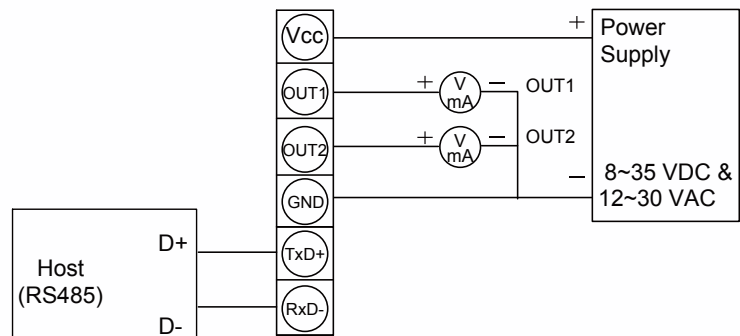 Vcc
+
Power
Supply
OUT1
+
V
mA
−
OUT1
OUT2
+
V
mA
−
OUT2
GND
−
8~35 VDC &
12~30 VAC
Host
(RS485)
D+
TxD+
D-
RxD-